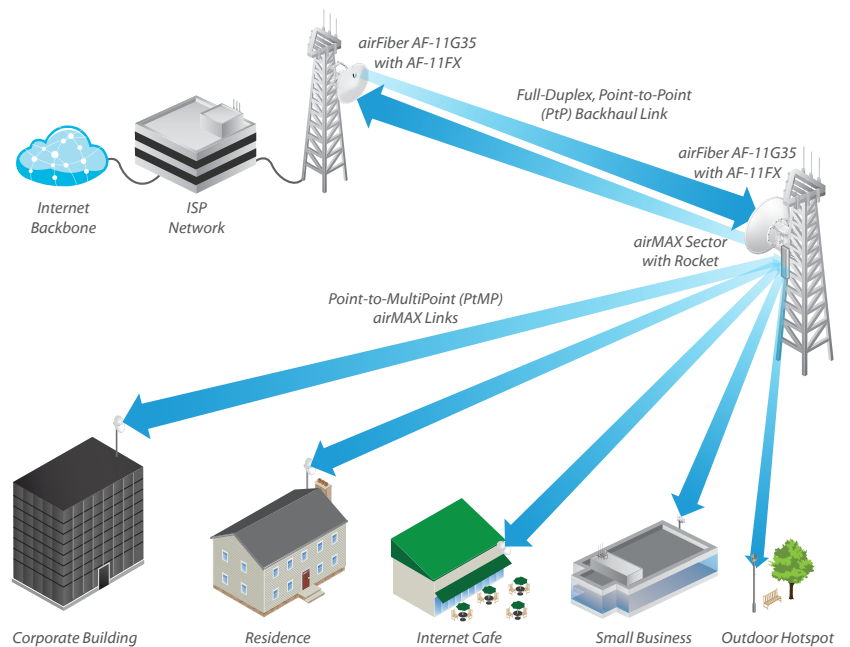 airFiber AF-11G35
with AF-11FX
Full-Duplex, Point-to-Point
(PtP) Backhaul Link
airFiber AF-11G35
with AF-11FX
Internet
Backbone
ISP
Network
airMAX Sector
with Rocket
Point-to-MultiPoint (PtMP)
airMAX Links
Corporate Building
Residence
Internet Cafe
Small Business
Outdoor Hotspot